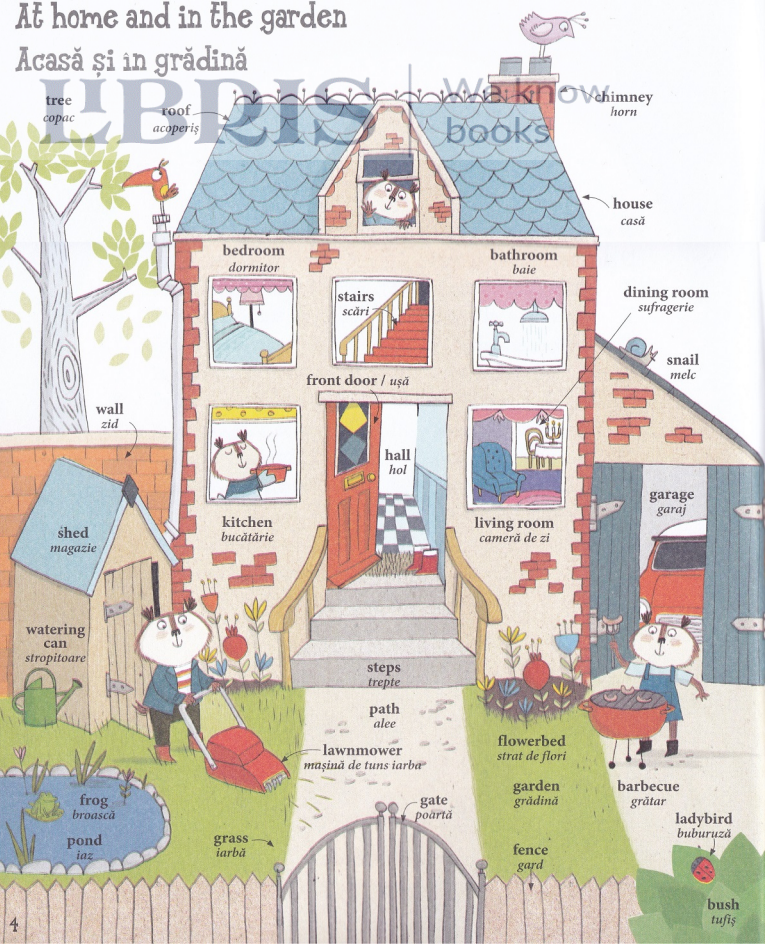 At home and in the garden
Acasă și în grădină
LIBRIS
We know
books
tree
copac
roof
acoperiș
chimney
horn
house
casă
bedroom
dormitor
bathroom
baie
stairs
scări
dining room
sufragerie
snail
melc
front door / ușă
wall
zid
hall
hol
garage
garaj
kitchen
bucătărie
living room
cameră de zi
shed
magazie
watering
can
stropitoare
steps
trepte
path
alee
lawnmower
mașină de tuns iarba
flowerbed
strat de flori
garden
grădină
barbecue
grătar
frog
broască
pond
iaz
gate
poartă
ladybird
buburuză
grass
iarbă
fence
gard
bush
tufiș
4